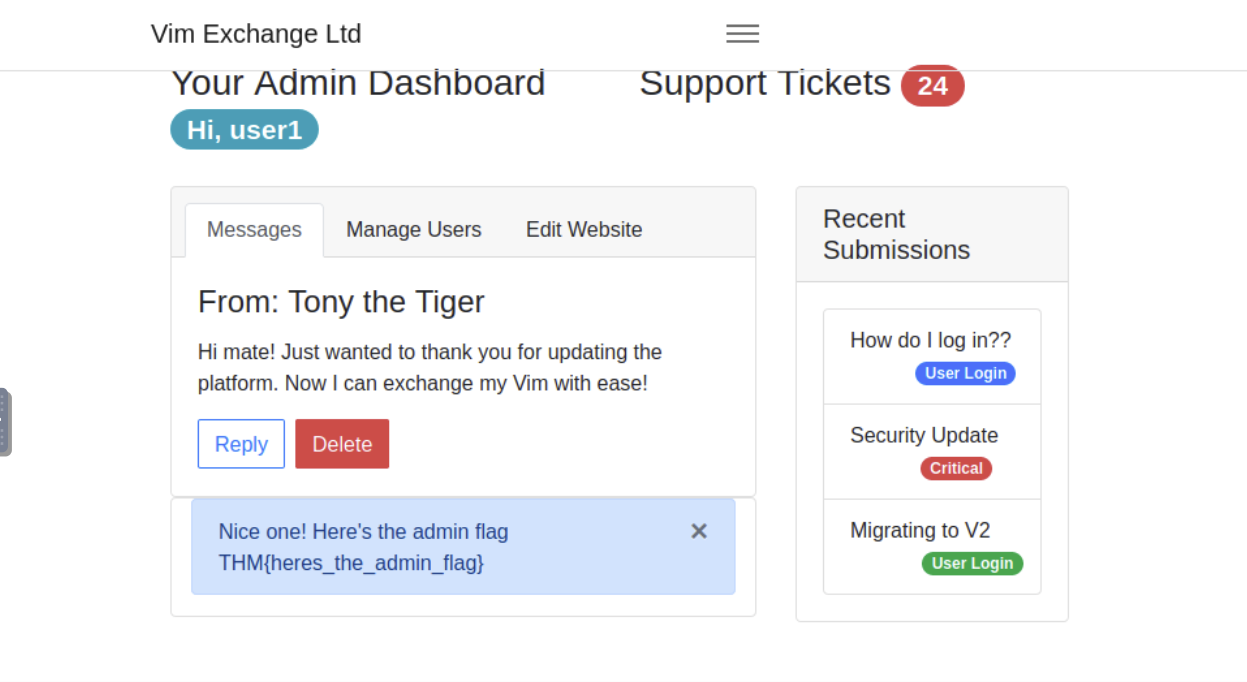 Vim Exchange Ltd
Your Admin Dashboard
Hi, user1
Support Tickets 24
Messages Manage Users Edit Website
From: Tony the Tiger
Hi mate! Just wanted to thank you for updating the
platform. Now I can exchange my Vim with ease!
Reply Delete
Nice one! Here's the admin flag
THM{heres_the_admin_flag}
Recent
Submissions
How do I log in??
User Login
Security Update
Critical
Migrating to V2
User Login